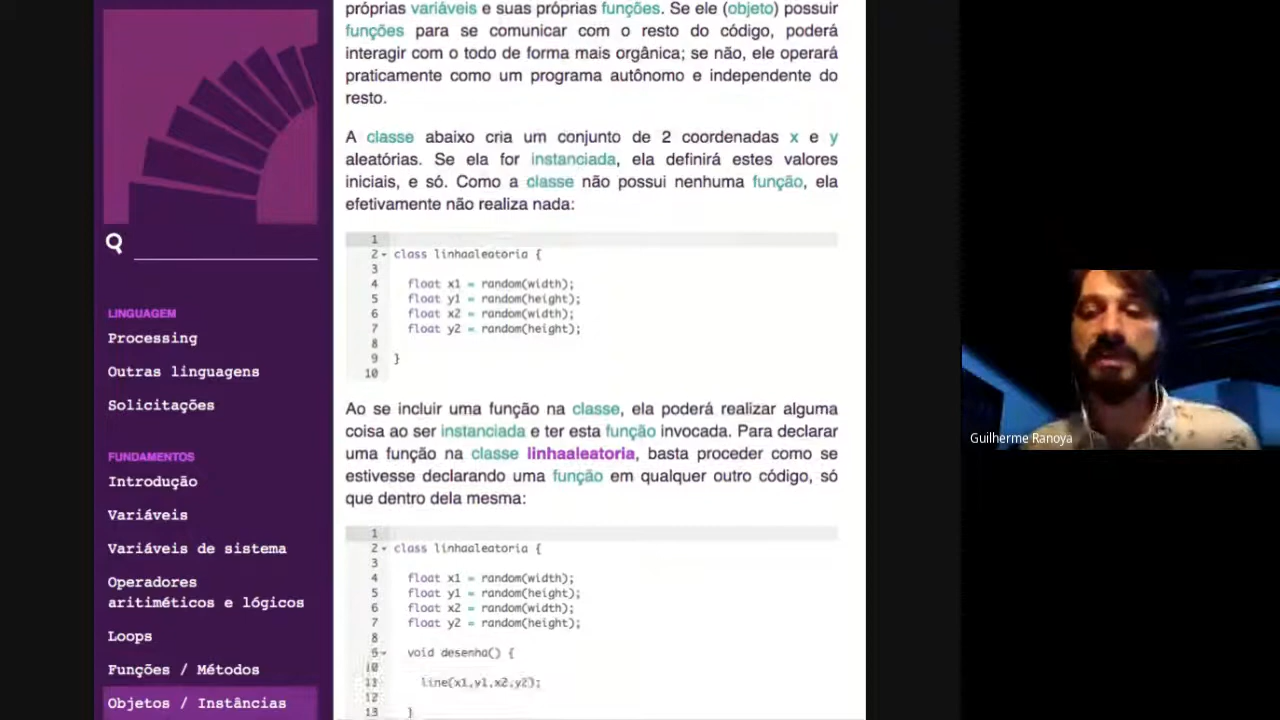 próprias variáveis e suas próprias funções. Se ele (objeto) possuir
funções para se comunicar com o resto do código, poderá
interagir com o todo de forma mais orgânica; se não, ele operará
praticamente como um programa autônomo e independente do
resto.
A classe abaixo cria um conjunto de 2 coordenadas x e y
aleatórias. Se ela for instanciada, ela definirá estes valores
iniciais, e só. Como a classe não possui nenhuma função, ela
efetivamente não realiza nada:
1
2 class linhaaleatoria {
3
4 float x1 = random(width);
5 float y1 = random(height);
6 float x2 = random(width);
7 float y2 = random(height);
8
9 }
10
Ao se incluir uma função na classe, ela poderá realizar alguma
coisa ao ser instanciada e ter esta função invocada. Para declarar
uma função na classe linhaaleatoria, basta proceder como se
estivesse declarando uma função em qualquer outro código, só
que dentro dela mesma:
1
2 class linhaaleatoria {
3
4 float x1 = random(width);
5 float y1 = random(height);
6 float x2 = random(width);
7 float y2 = random(height);
8
9 void desenha() {
10
11 line(x1,y1,x2,y2);
12
13 }
LINGUAGEM
Processing
Outras linguagens
Solicitações
FUNDAMENTOS
Introdução
Variáveis
Variáveis de sistema
Operadores
aritiméticos e lógicos
Loops
Funções / Métodos
Objetos / Instâncias
Guilherme Ranoya